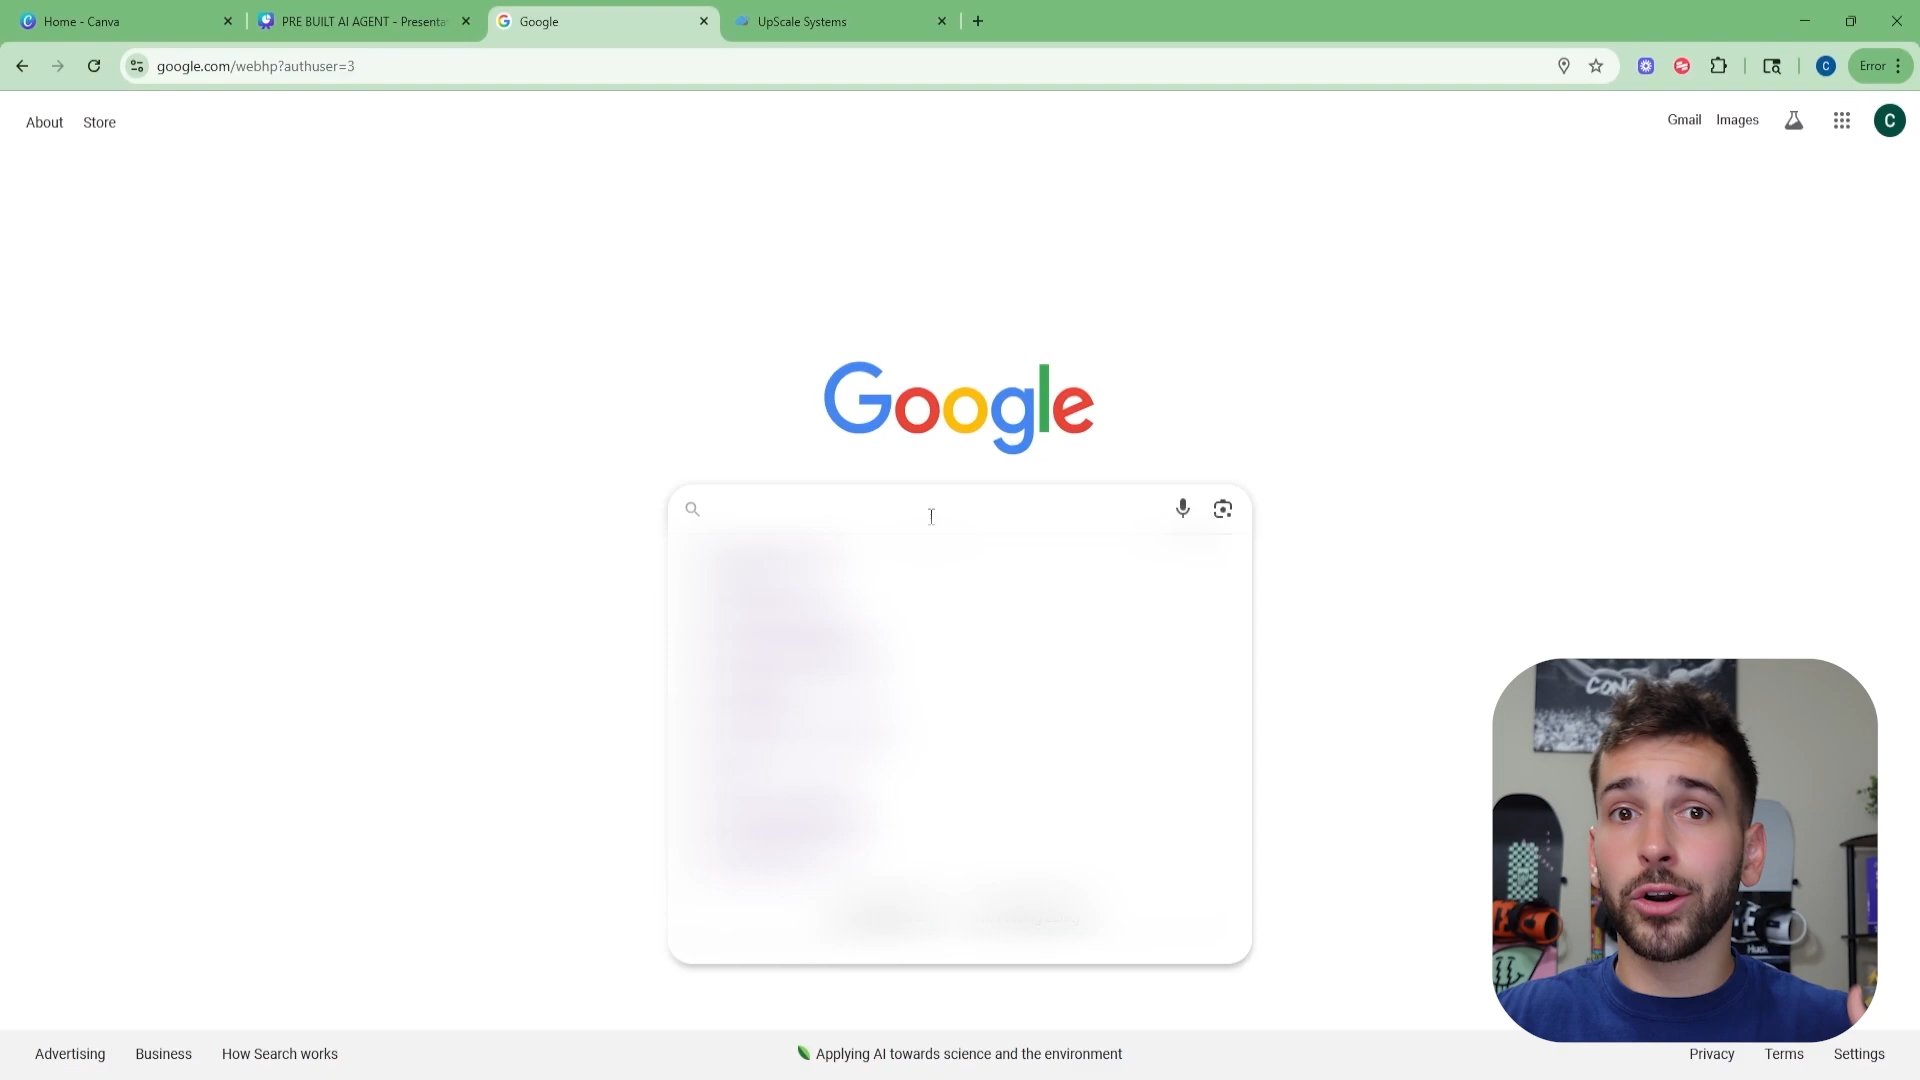 Home - Canva
PRE BUILT AI AGENT - Presenta
Google
UpScale Systems
google.com/webhp?authuser=3
C
Error
About
Store
Gmail
Images
C
Google
CON
Advertising
Business
How Search works
Applying AI towards science and the environment
Privacy
Terms
Settings